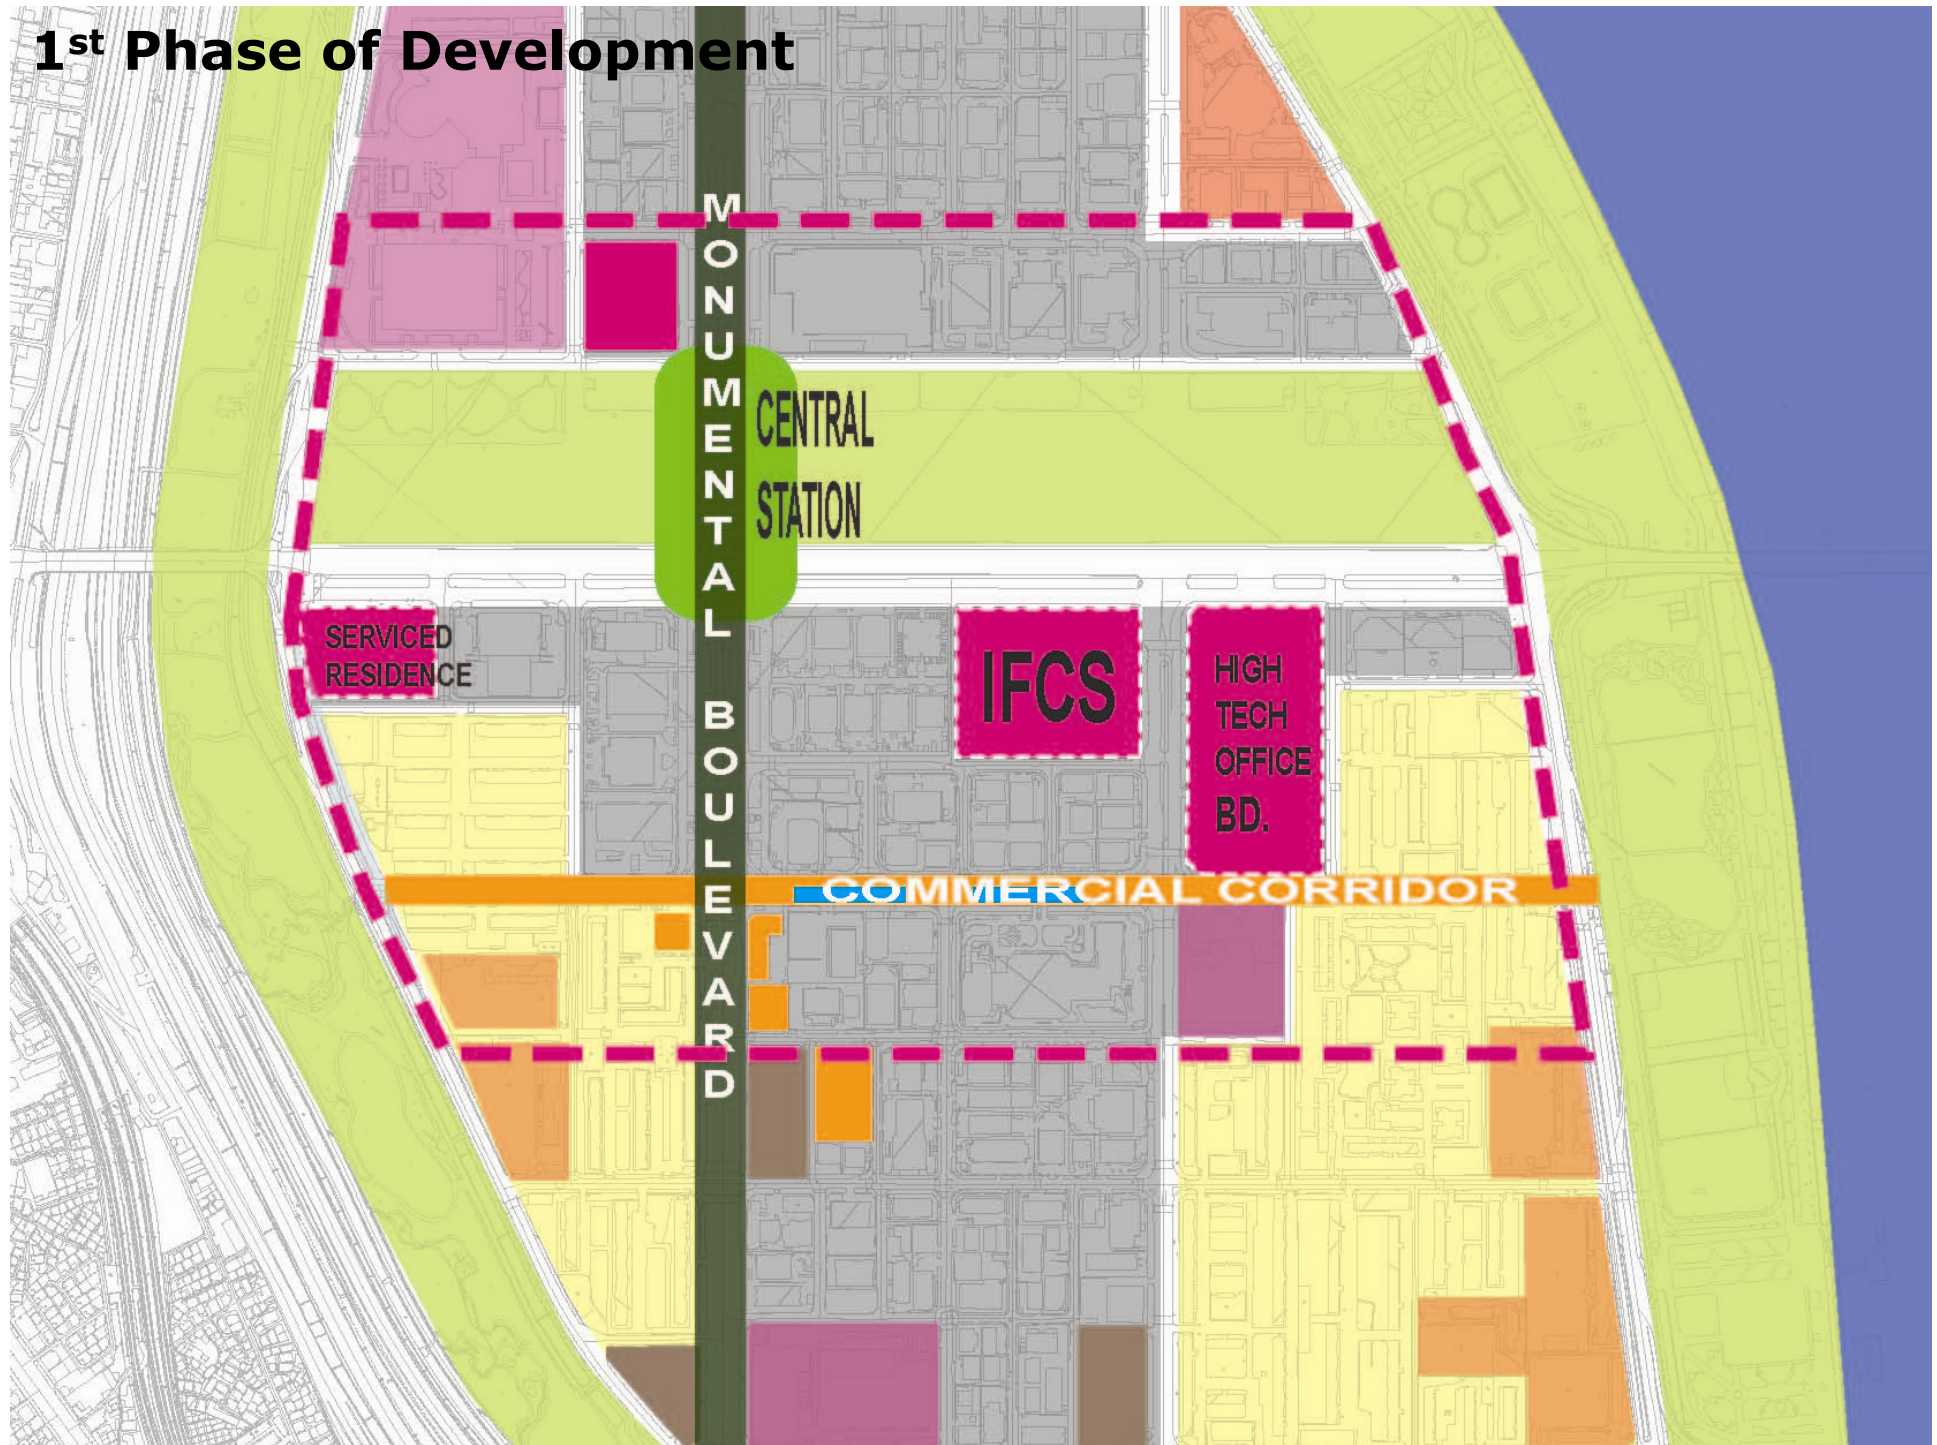 1st Phase of Development
MONUMENTAL BOULEVARD
CENTRAL
STATION
SERVICED
RESIDENCE
IFCS
HIGH
TECH
OFFICE
BD.
COMMERCIAL CORRIDOR